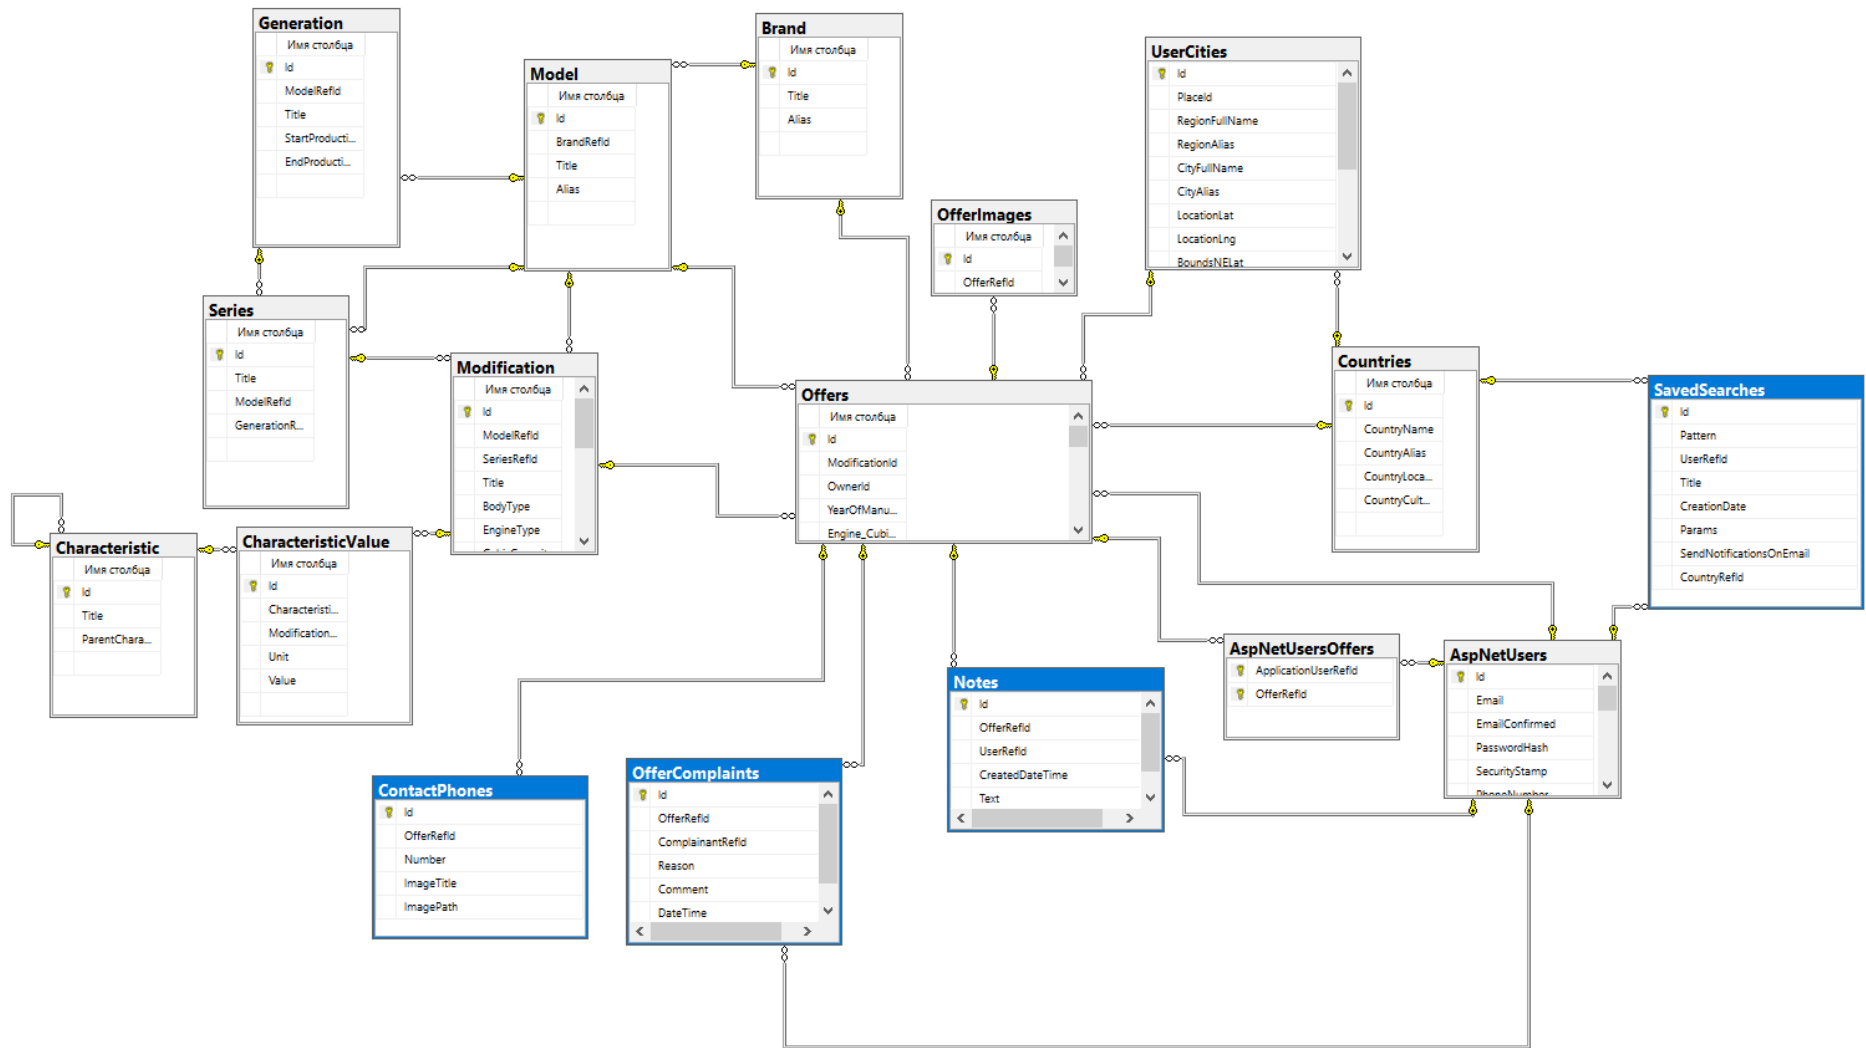 Generation
Имя столбца
Id
ModelRefId
Title
StartProducti...
EndProducti...
Model
Имя столбца
Id
BrandRefId
Title
Alias
Brand
Имя столбца
Id
Title
Alias
UserCities
Id
PlaceId
RegionFullName
RegionAlias
CityFullName
CityAlias
LocationLat
LocationLng
BoundsNELat
OfferImages
Имя столбца
Id
OfferRefId
Series
Имя столбца
Id
Title
ModelRefId
GenerationR...
Modification
Имя столбца
Id
ModelRefId
SeriesRefId
Title
BodyType
EngineType
Offers
Имя столбца
Id
ModificationId
OwnerId
YearOfManu...
Engine_Cubi...
Countries
Имя столбца
Id
CountryName
CountryAlias
CountryLoca...
CountryCult...
SavedSearches
Id
Pattern
UserRefId
Title
CreationDate
Params
SendNotificationsOnEmail
CountryRefId
Characteristic
Имя столбца
Id
Title
ParentChara...
CharacteristicValue
Имя столбца
Id
Characteristi...
Modification...
Unit
Value
AspNetUsersOffers
ApplicationUserRefId
OfferRefId
AspNetUsers
Id
Email
EmailConfirmed
PasswordHash
SecurityStamp
PhoneNumber
Notes
Id
OfferRefId
UserRefId
CreatedDateTime
Text
ContactPhones
Id
OfferRefId
Number
ImageTitle
ImagePath
OfferComplaints
Id
OfferRefId
ComplainantRefId
Reason
Comment
DateTime